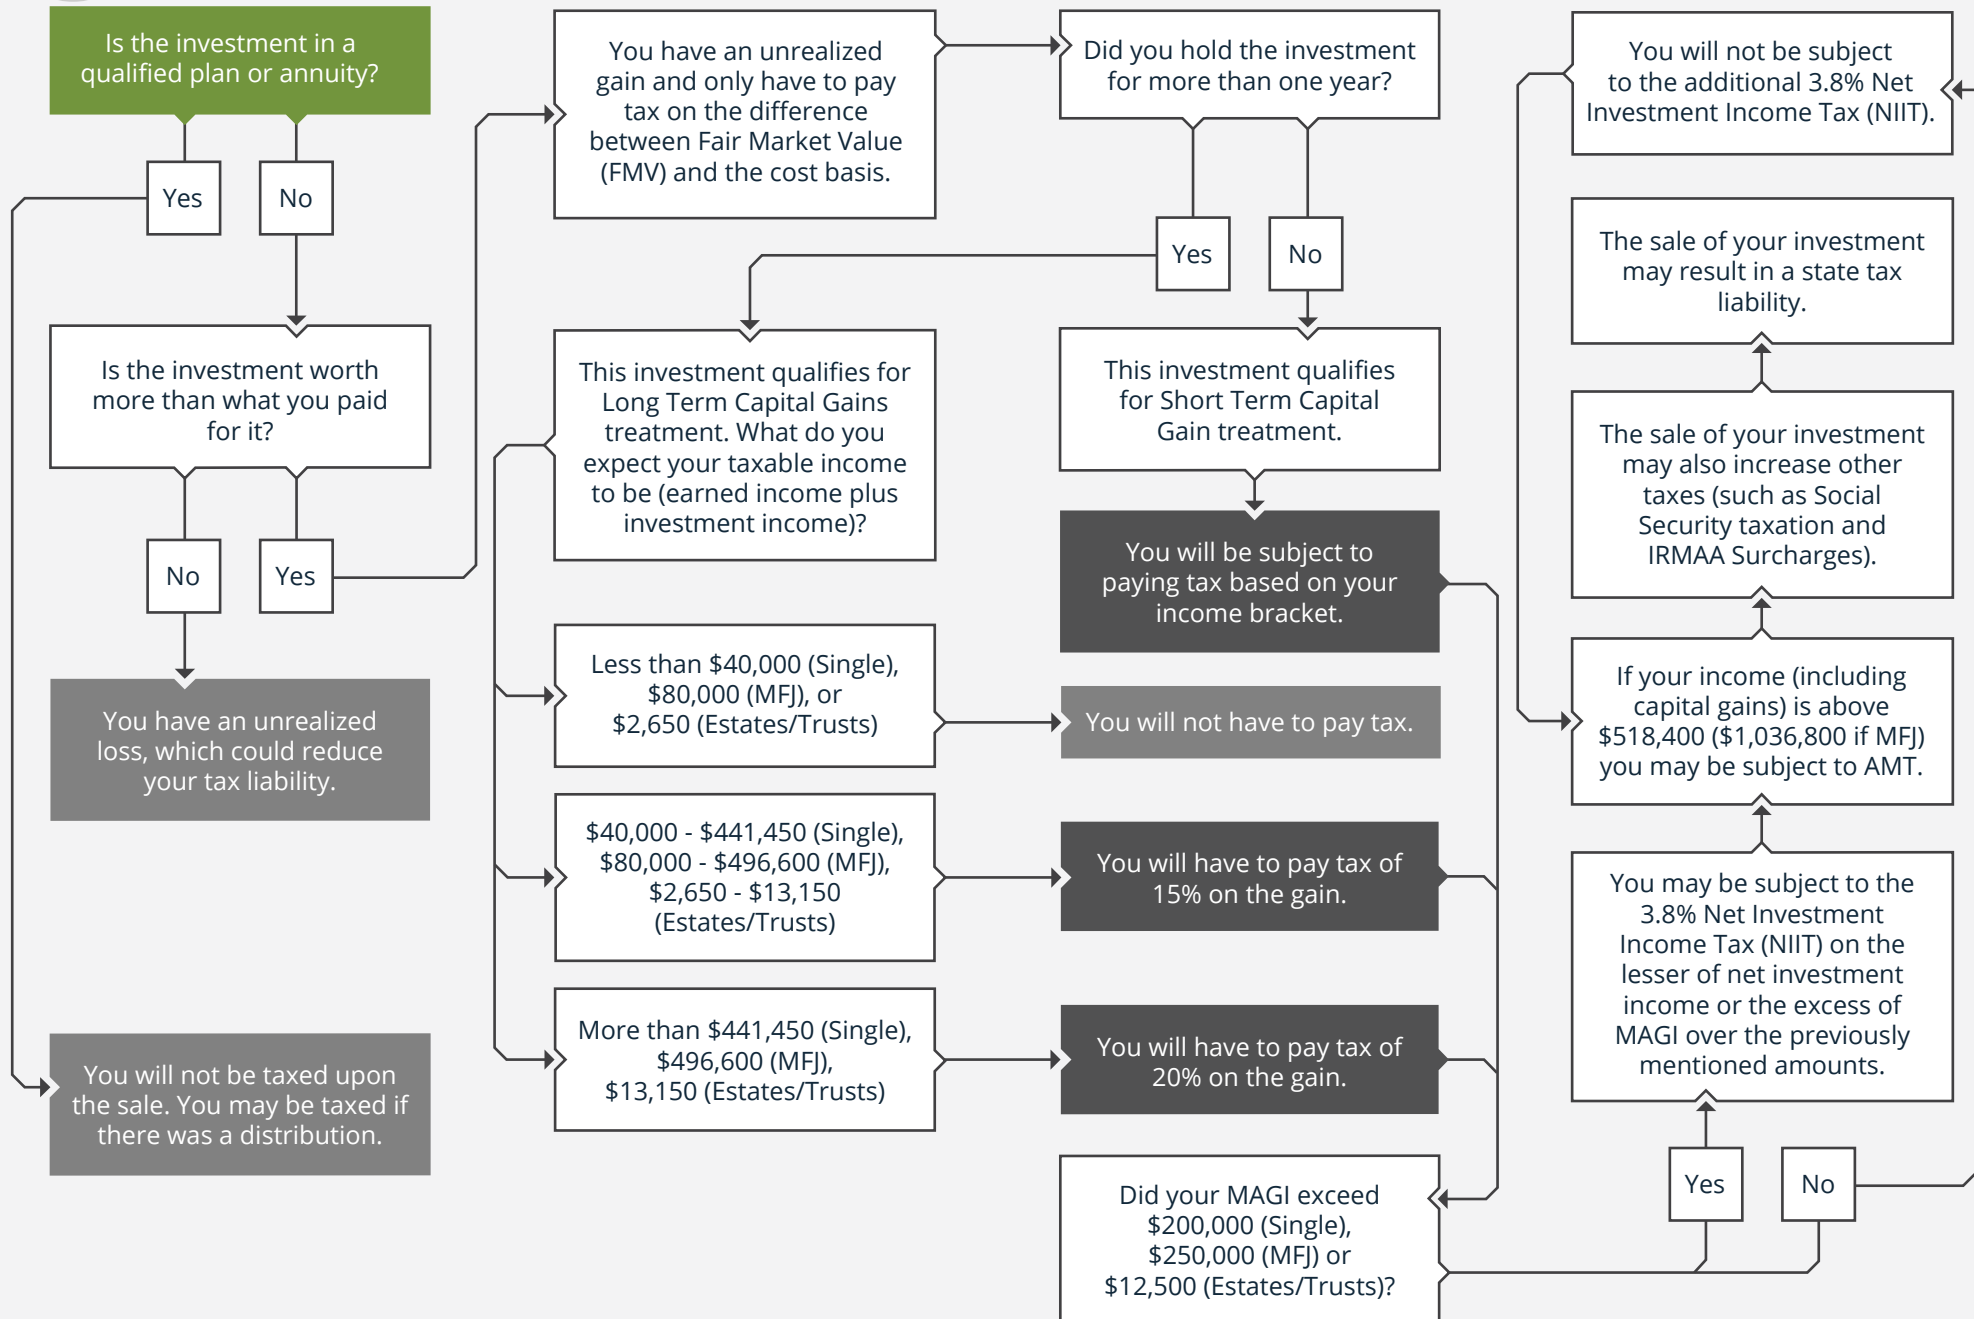 Is the investment in a
qualified plan or annuity?
Yes
No
Is the investment worth
more than what you paid
for it?
No
Yes
You have an unrealized
loss, which could reduce
your tax liability.
You will not be taxed upon
the sale. You may be taxed if
there was a distribution.
You have an unrealized
gain and only have to pay
tax on the difference
between Fair Market Value
(FMV) and the cost basis.
Did you hold the investment
for more than one year?
Yes
No
This investment qualifies for
Long Term Capital Gains
treatment. What do you
expect your taxable income
to be (earned income plus
investment income)?
This investment qualifies
for Short Term Capital
Gain treatment.
You will be subject to
paying tax based on your
income bracket.
Less than $40,000 (Single),
$80,000 (MFJ), or
$2,650 (Estates/Trusts)
You will not have to pay tax.
$40,000 - $441,450 (Single),
$80,000 - $496,600 (MFJ),
$2,650 - $13,150
(Estates/Trusts)
You will have to pay tax of
15% on the gain.
More than $441,450 (Single),
$496,600 (MFJ),
$13,150 (Estates/Trusts)
You will have to pay tax of
20% on the gain.
Did your MAGI exceed
$200,000 (Single),
$250,000 (MFJ) or
$12,500 (Estates/Trusts)?
You will not be subject
to the additional 3.8% Net
Investment Income Tax (NIIT).
The sale of your investment
may result in a state tax
liability.
The sale of your investment
may also increase other
taxes (such as Social
Security taxation and
IRMAA Surcharges).
If your income (including
capital gains) is above
$518,400 ($1,036,800 if MFJ)
you may be subject to AMT.
You may be subject to the
3.8% Net Investment
Income Tax (NIIT) on the
lesser of net investment
income or the excess of
MAGI over the previously
mentioned amounts.
Yes
No